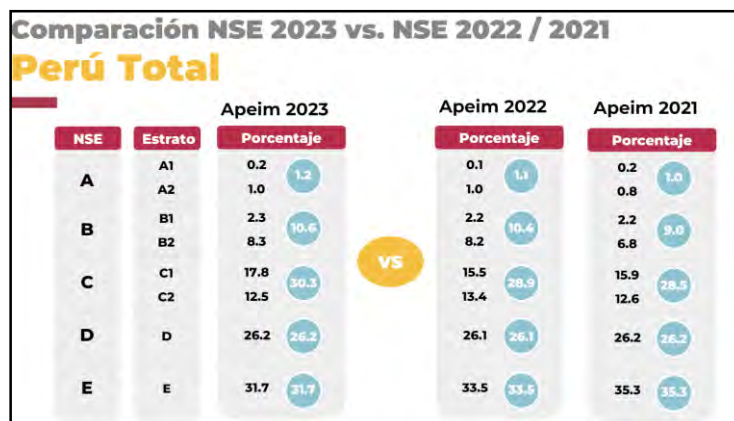 Comparación NSE 2023 vs. NSE 2022 / 2021
Perú Total
Apeim 2023 Apeim 2022 Apeim 2021
NSE Estrato Porcentaje Porcentaje Porcentaje
A A1 0.2 1.2 0.1 1.1 0.2 1.0
A2 1.0 1.0 0.8
B B1 2.3 10.6 2.2 10.4 2.2 9.0
B2 8.3 8.2 6.8
VS
C C1 17.8 30.3 15.5 28.9 15.9 28.5
C2 12.5 13.4 12.6
D D 26.2 26.2 26.1 26.1 26.2 26.2
E E 31.7 31.7 33.5 33.5 35.3 35.3